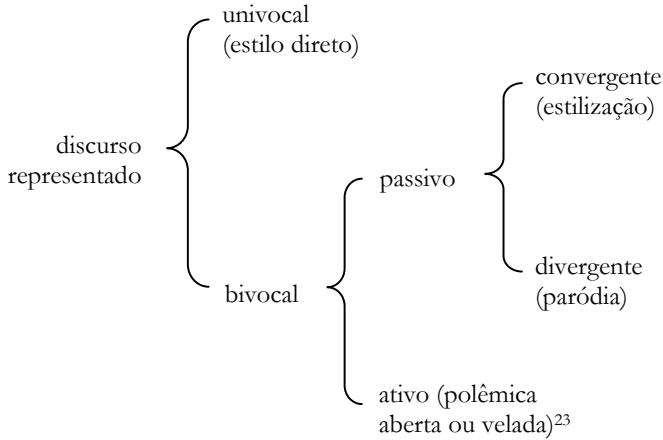 univocal
(estilo direto)
discurso
representado
bivocal
passivo
ativo (polêmica
aberta ou velada)²³
convergente
(estilização)
divergente
(paródia)